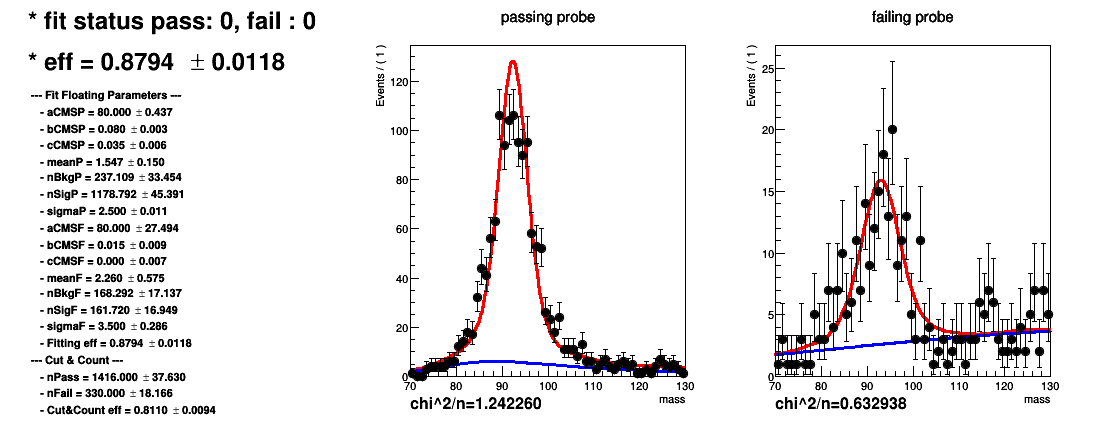 * fit status pass: 0, fail : 0
* eff = 0.8794 ± 0.0118
--- Fit Floating Parameters ---
- aCMSP = 80.000 ± 0.437
- bCMSP = 0.080 ± 0.003
- cCMSP = 0.035 ± 0.006
- meanP = 1.547 ± 0.150
- nBkgP = 237.109 ± 33.454
- nSigP = 1178.792 ± 45.391
- sigmaP = 2.500 ± 0.011
- aCMSF = 80.000 ± 27.494
- bCMSF = 0.015 ± 0.009
- cCMSF = 0.000 ± 0.007
- meanF = 2.260 ± 0.575
- nBkgF = 168.292 ± 17.137
- nSigF = 161.720 ± 16.949
- sigmaF = 3.500 ± 0.286
- Fitting eff = 0.8794 ± 0.0118
--- Cut & Count ---
- nPass = 1416.000 ± 37.630
- nFail = 330.000 ± 18.166
- Cut&Count eff = 0.8110 ± 0.0094
passing probe
Events / ( 1 )
120
100
80
60
40
20
0
70 80 90 100 110 120 130
mass
chi^2/n=1.242260
failing probe
Events / ( 1 )
25
20
15
10
5
0
70 80 90 100 110 120 130
mass
chi^2/n=0.632938